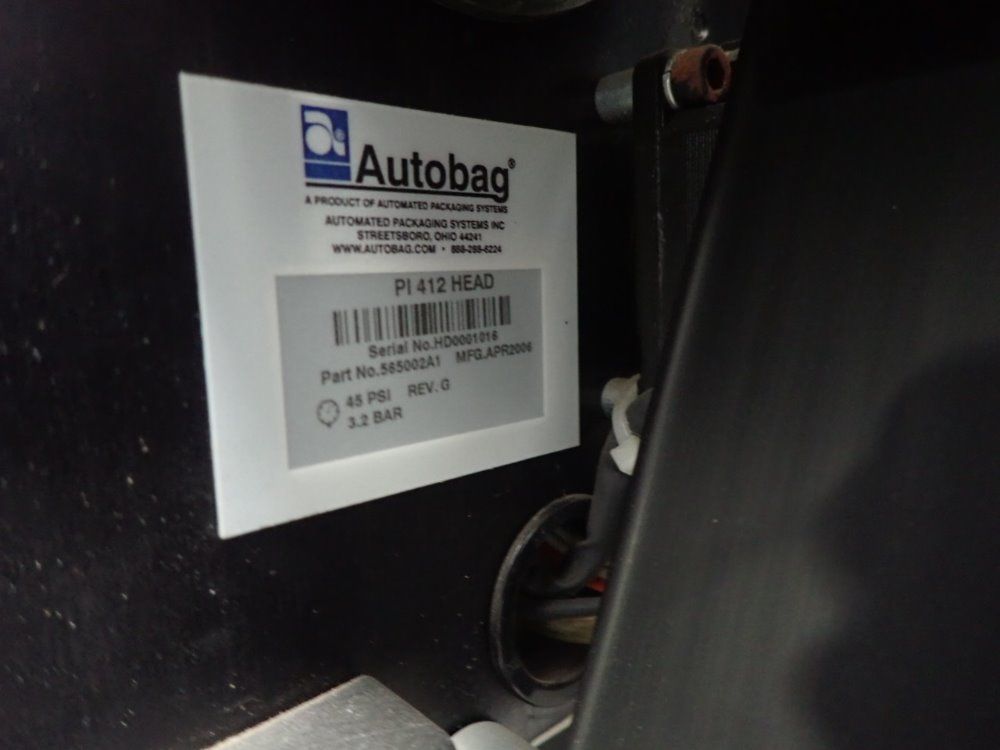 a®
Autobag®
A PRODUCT OF AUTOMATED PACKAGING SYSTEMS
AUTOMATED PACKAGING SYSTEMS INC
STREETSBORO, OHIO 44241
WWW.AUTOBAG.COM • 888-288-6224
PI 412 HEAD
Serial No.HD0001016
Part No.565002A1 MFG.APR2006
45 PSI REV. G
3.2 BAR